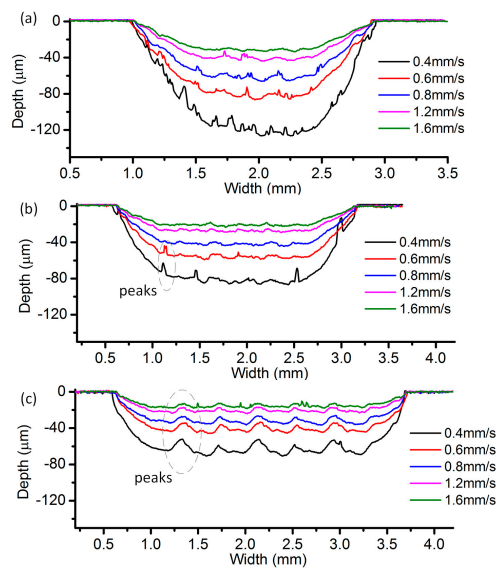 (a)
0
-40
-80
-120
Depth (μm)
0.4mm/s
0.6mm/s
0.8mm/s
1.2mm/s
1.6mm/s
0.5 1.0 1.5 2.0 2.5 3.0 3.5
Width (mm)
(b)
0
-40
-80
-120
Depth (μm)
peaks
0.4mm/s
0.6mm/s
0.8mm/s
1.2mm/s
1.6mm/s
0.5 1.0 1.5 2.0 2.5 3.0 3.5 4.0
Width (mm)
(c)
0
-40
-80
-120
Depth (μm)
peaks
0.4mm/s
0.6mm/s
0.8mm/s
1.2mm/s
1.6mm/s
0.5 1.0 1.5 2.0 2.5 3.0 3.5 4.0
Width (mm)